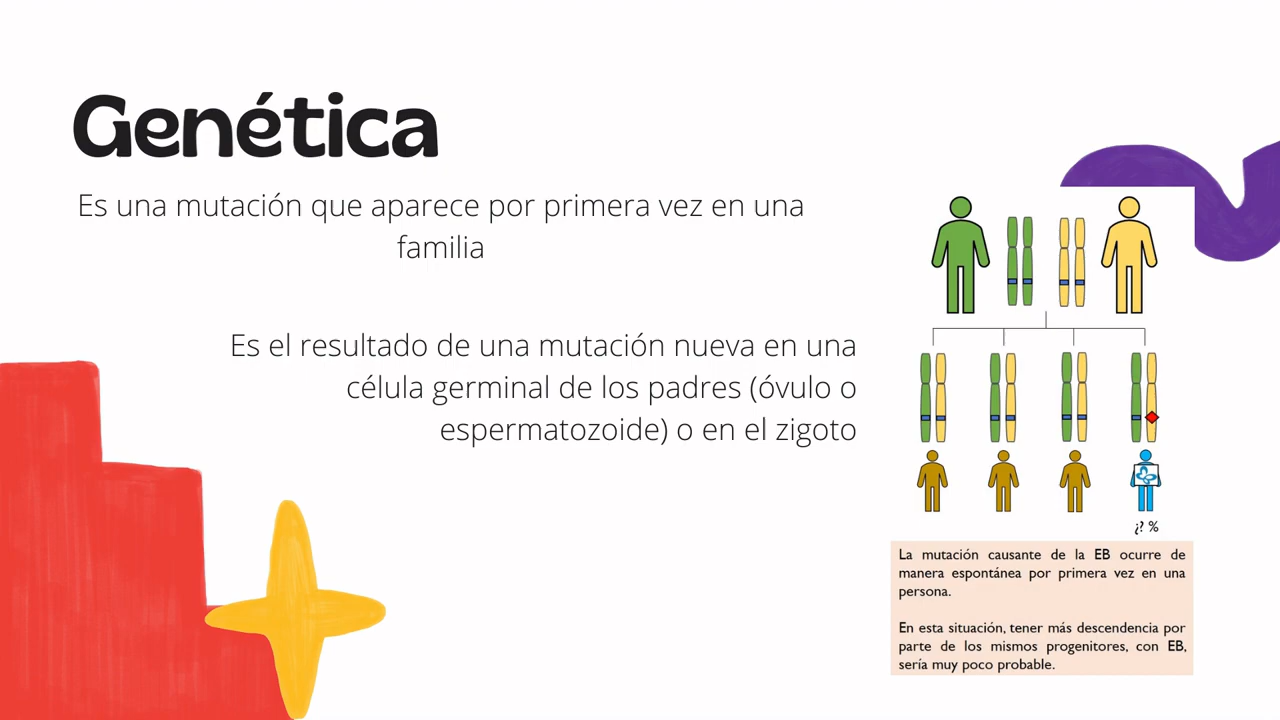 Genética
Es una mutación que aparece por primera vez en una
familia
Es el resultado de una mutación nueva en una
célula germinal de los padres (óvulo o
espermatozoide) o en el zigoto
¿? %
La mutación causante de la EB ocurre de
manera espontánea por primera vez en una
persona.
En esta situación, tener más descendencia por
parte de los mismos progenitores, con EB,
sería muy poco probable.